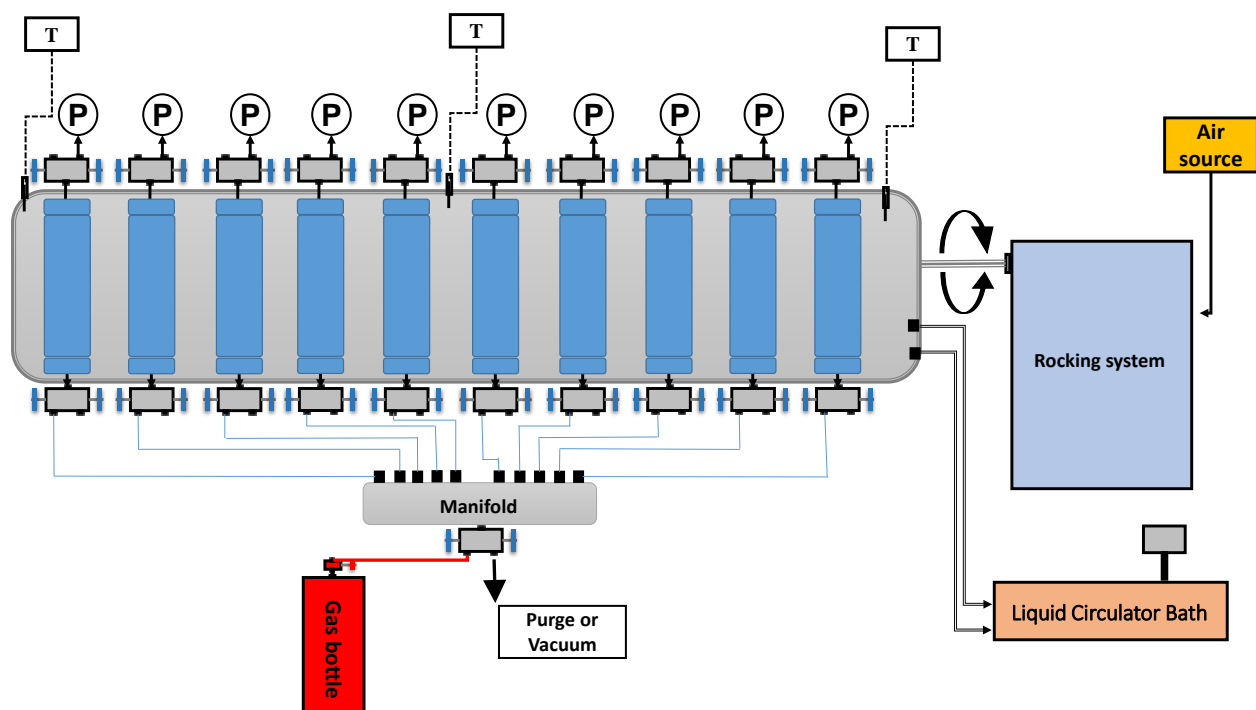 T
T
T
P
P
P
P
P
P
P
P
P
P
Air
source
Rocking system
Manifold
Gas bottle
Purge or
Vacuum
Liquid Circulator Bath